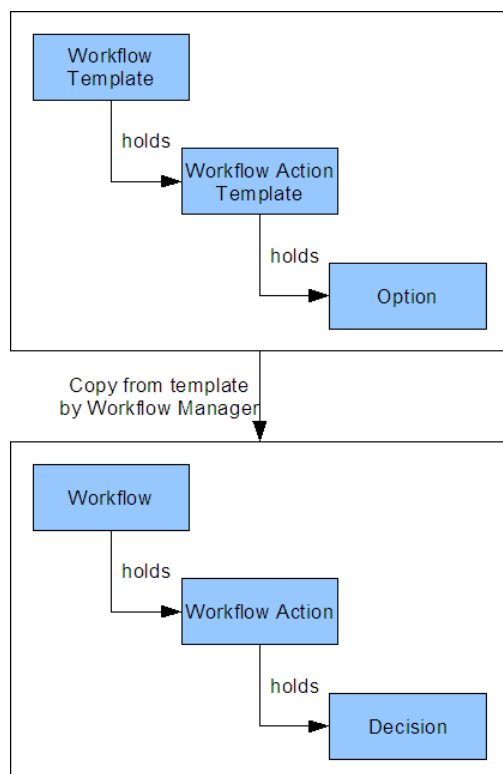 Workflow
Template
holds
Workflow Action
Template
holds
Option
Copy from template
by Workflow Manager
Workflow
holds
Workflow Action
holds
Decision